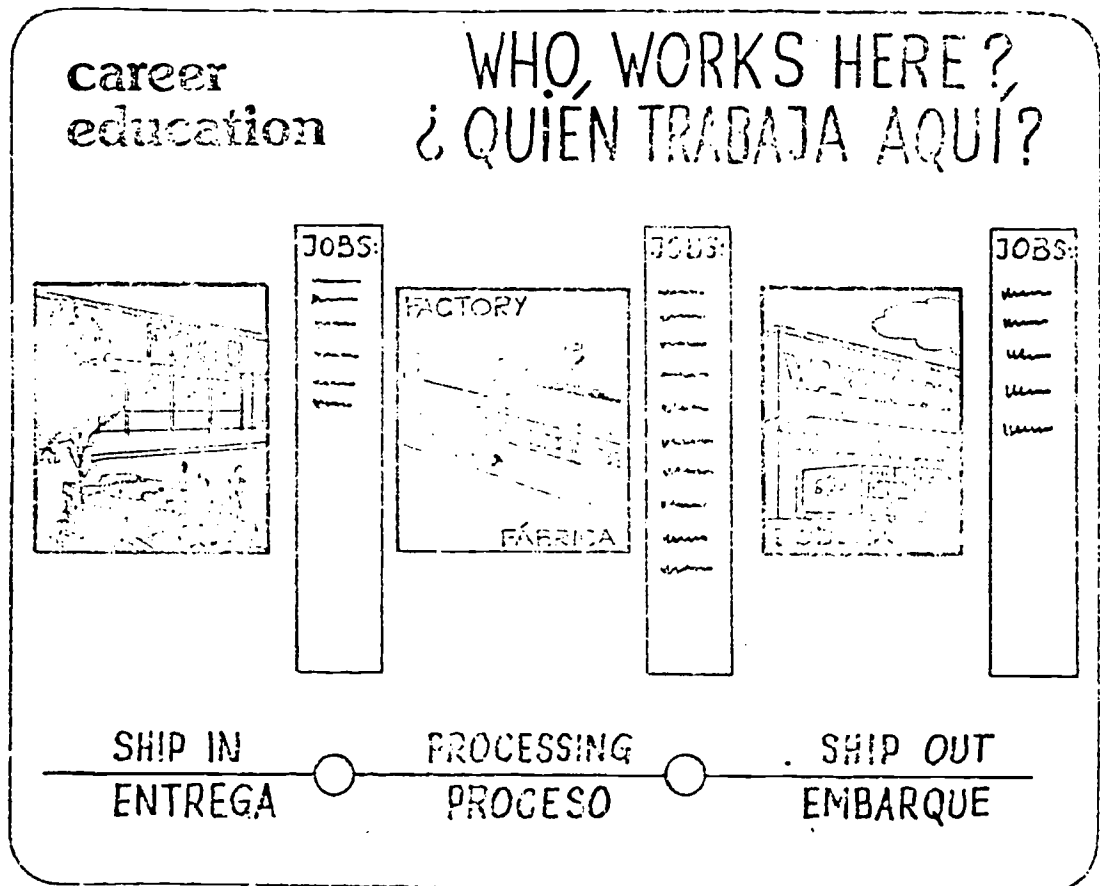 career
education
WHO WORKS HERE?
¿QUIÉN TRABAJA AQUÍ?
JOBS:
JOBS:
JOBS:
FACTORY
FÁBRICA
SHIP IN
PROCESSING
SHIP OUT
ENTREGA
PROCESO
EMBARQUE